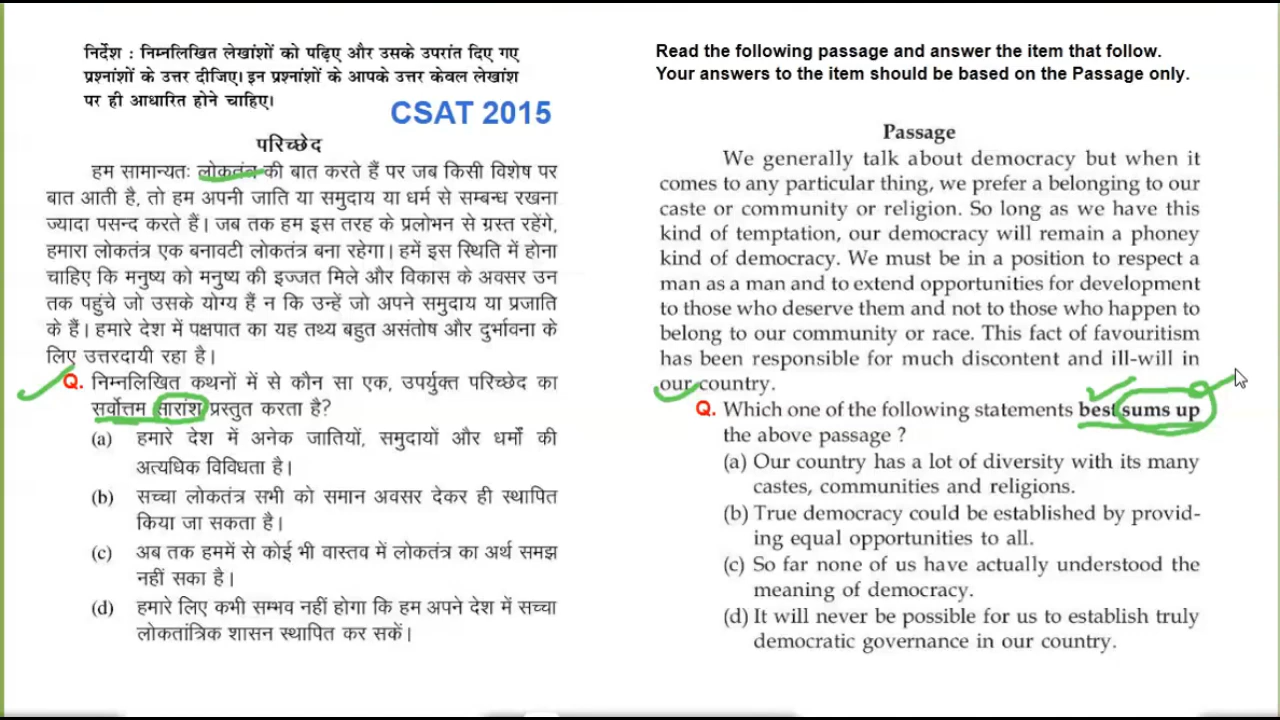 निर्देश : निम्नलिखित लेखांशों को पढ़िए और उसके उपरांत दिए गए
प्रश्नांशों के उत्तर दीजिए। इन प्रश्नांशों के आपके उत्तर केवल लेखांश
पर ही आधारित होने चाहिए।
CSAT 2015
परिच्छेद
हम सामान्यतः लोकतंत्र की बात करते हैं पर जब किसी विशेष पर
बात आती है, तो हम अपनी जाति या समुदाय या धर्म से सम्बन्ध रखना
ज्यादा पसन्द करते हैं। जब तक हम इस तरह के प्रलोभन से ग्रस्त रहेंगे,
हमारा लोकतंत्र एक बनावटी लोकतंत्र बना रहेगा। हमें इस स्थिति में होना
चाहिए कि मनुष्य को मनुष्य की इज्जत मिले और विकास के अवसर उन
तक पहुंचे जो उसके योग्य हैं न कि उन्हें जो अपने समुदाय या प्रजाति
के हैं। हमारे देश में पक्षपात का यह तथ्य बहुत असंतोष और दुर्भावना के
लिए उत्तरदायी रहा है।
Q. निम्नलिखित कथनों में से कौन सा एक, उपर्युक्त परिच्छेद का
सर्वोत्तम सारांश प्रस्तुत करता है?
(a) हमारे देश में अनेक जातियों, समुदायों और धर्मों की
अत्यधिक विविधता है।
(b) सच्चा लोकतंत्र सभी को समान अवसर देकर ही स्थापित
किया जा सकता है।
(c) अब तक हममें से कोई भी वास्तव में लोकतंत्र का अर्थ समझ
नहीं सका है।
(d) हमारे लिए कभी सम्भव नहीं होगा कि हम अपने देश में सच्चा
लोकतांत्रिक शासन स्थापित कर सकें।
Read the following passage and answer the item that follow.
Your answers to the item should be based on the Passage only.
Passage
We generally talk about democracy but when it
comes to any particular thing, we prefer a belonging to our
caste or community or religion. So long as we have this
kind of temptation, our democracy will remain a phoney
kind of democracy. We must be in a position to respect a
man as a man and to extend opportunities for development
to those who deserve them and not to those who happen to
belong to our community or race. This fact of favouritism
has been responsible for much discontent and ill-will in
our country.
Q. Which one of the following statements best sums up
the above passage ?
(a) Our country has a lot of diversity with its many
castes, communities and religions.
(b) True democracy could be established by provid-
ing equal opportunities to all.
(c) So far none of us have actually understood the
meaning of democracy.
(d) It will never be possible for us to establish truly
democratic governance in our country.